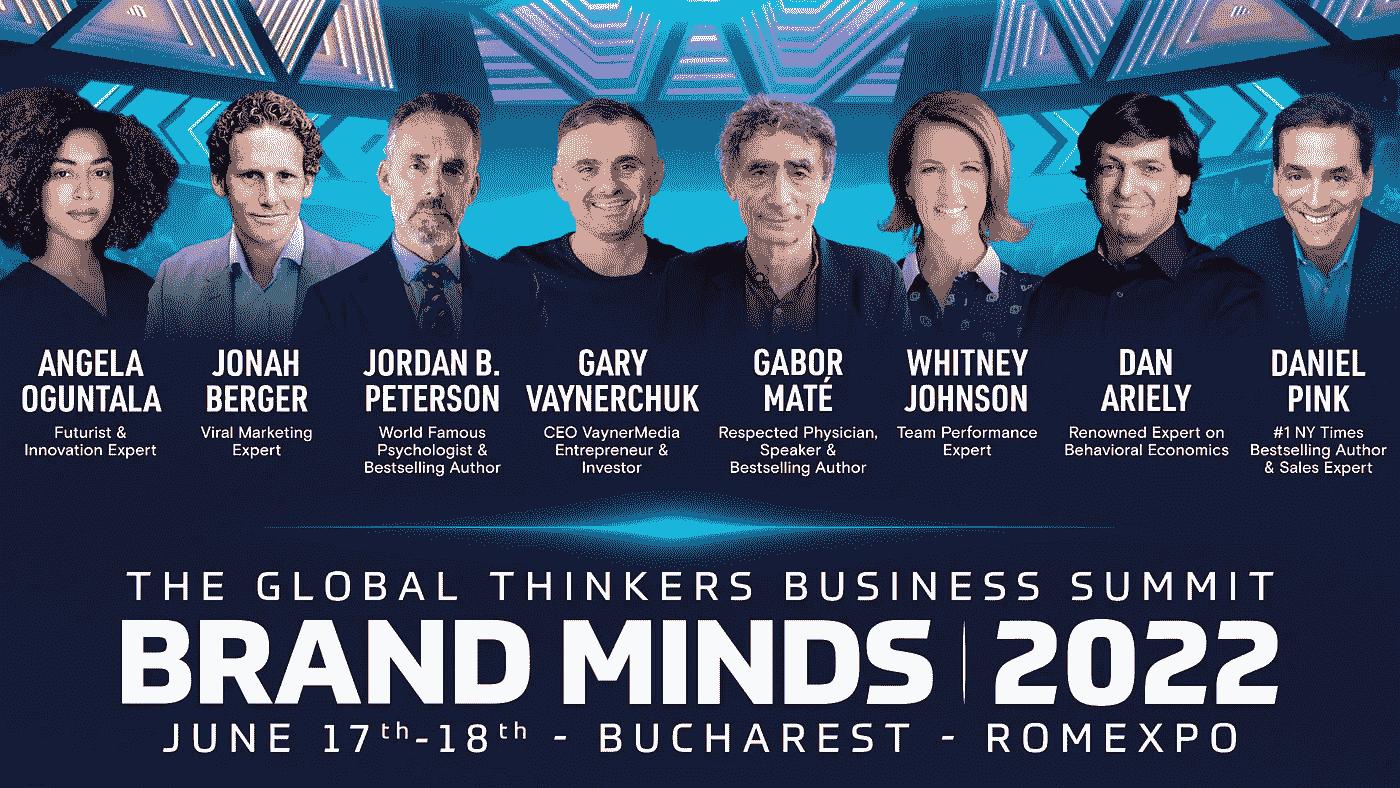 ANGELA
OGUNTALA
Futurist &
Innovation Expert
JONAH
BERGER
Viral Marketing
Expert
JORDAN B.
PETERSON
World Famous
Psychologist &
Bestselling Author
GARY
VAYNERCHUK
CEO VaynerMedia
Entrepreneur &
Investor
GABOR
MATÉ
Respected Physician,
Speaker &
Bestselling Author
WHITNEY
JOHNSON
Team Performance
Expert
DAN
ARIELY
Renowned Expert on
Behavioral Economics
DANIEL
PINK
#1 NY Times
Bestselling Author
& Sales Expert
THE GLOBAL THINKERS BUSINESS SUMMIT
BRAND MINDS | 2022
JUNE 17th-18th - BUCHAREST - ROMEXPO